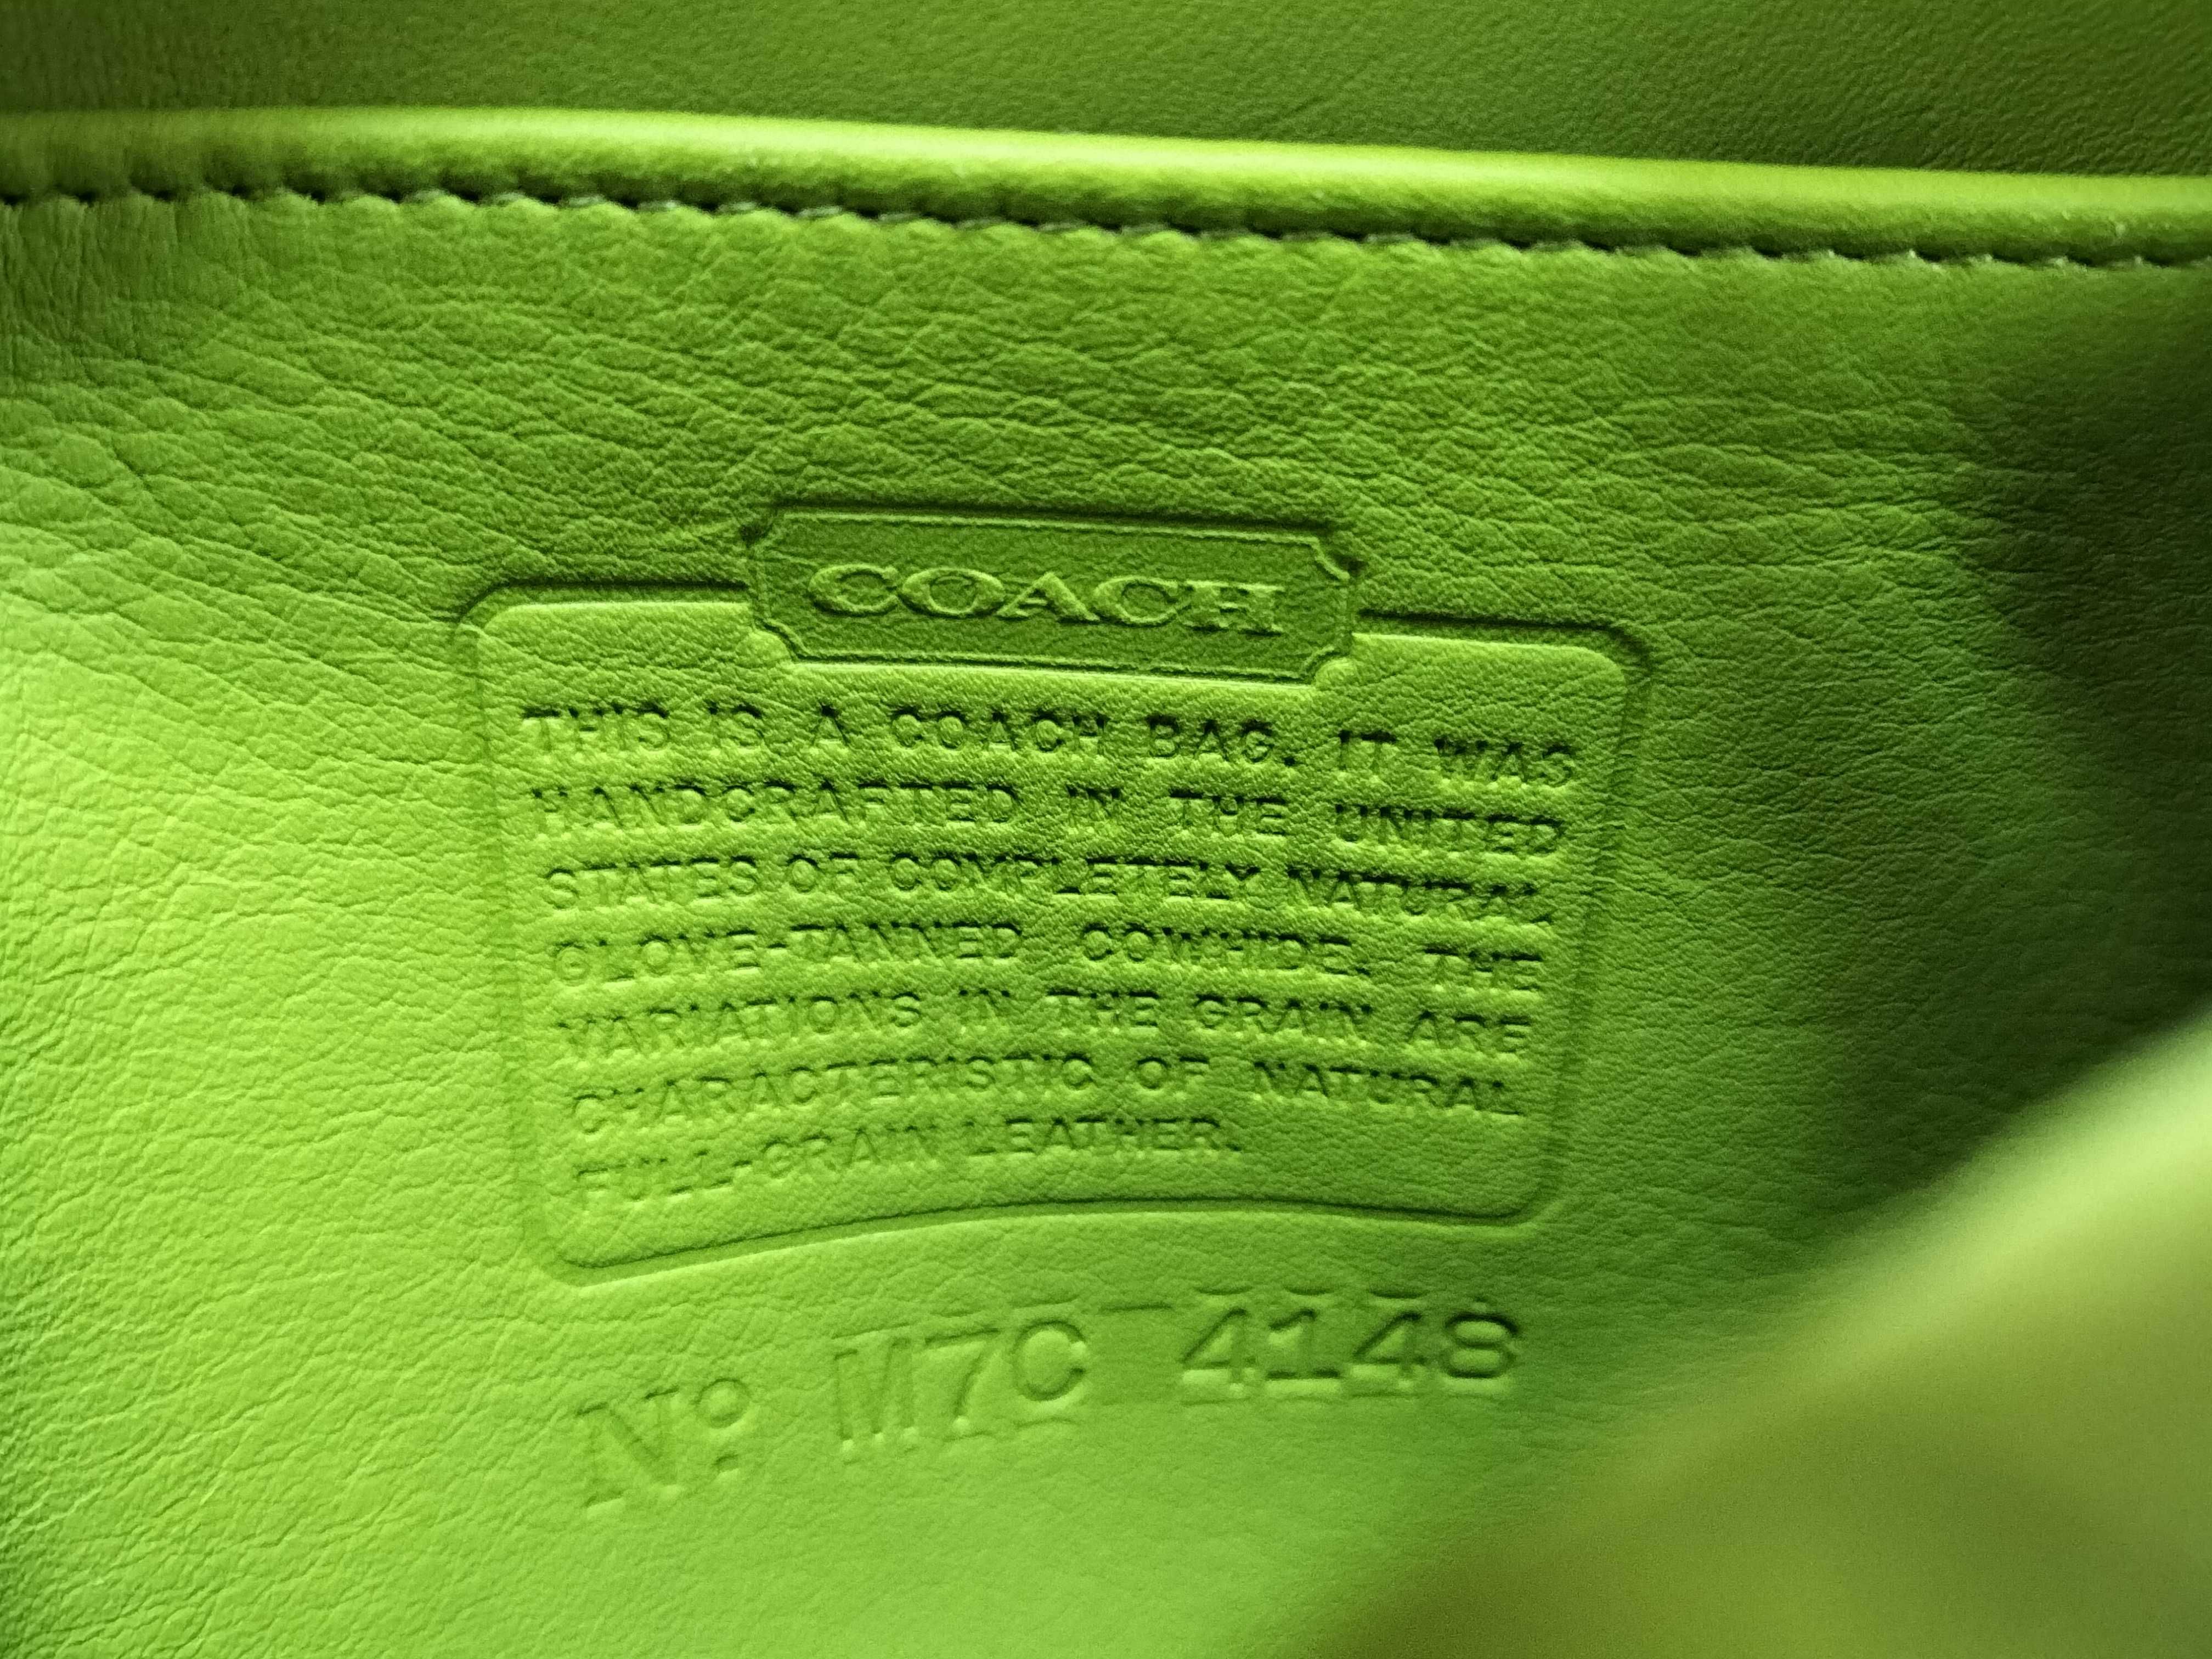 COACH
THIS IS A COACH BAG. IT WAS
HANDCRAFTED IN THE UNITED
STATES OF COMPLETELY NATURAL
GLOVE-TANNED COWHIDE. THE
VARIATIONS IN THE GRAIN ARE
CHARACTERISTIC OF NATURAL
FULL-GRAIN LEATHER.
Nº M7C-4148